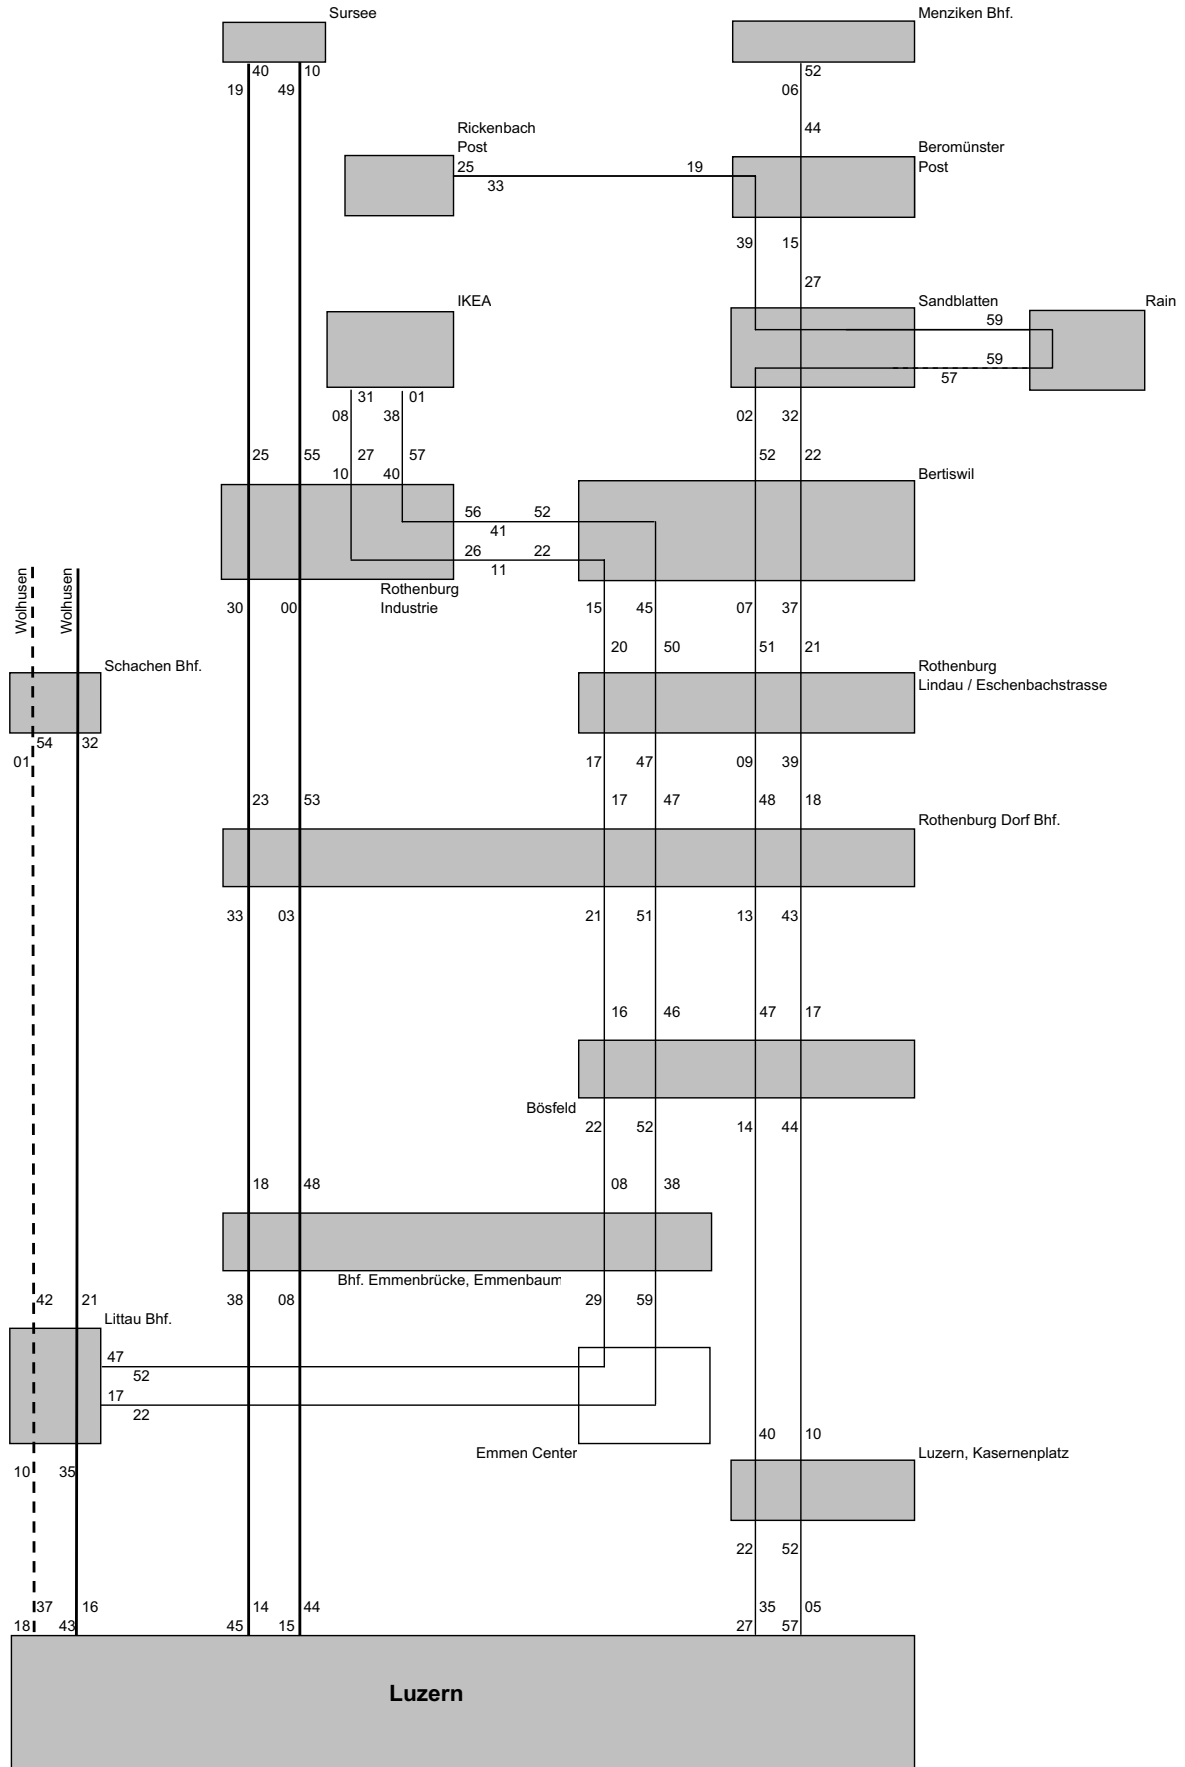 Sursee
Menziken Bhf.
40 10 52
19 49 06
Rickenbach
Post
44
Beromünster
Post
25 19
33
39 15
27
IKEA
Sandblatten
Rain
59
59
57
31 01
08 38 02 32
25 55 27 57 52 22
10 40
Bertiswil
56 52
41
26 22
11
Rothenburg
Industrie
Wolhusen
Wolhusen
30 00 15 45 07 37
20 50 51 21
Schachen Bhf.
Rothenburg
Lindau / Eschenbachstrasse
54 32
01 17 47 09 39
23 53 17 47 48 18
Rothenburg Dorf Bhf.
33 03 21 51 13 43
16 46 47 17
Bösfeld
22 52 14 44
18 48 08 38
Bhf. Emmenbrücke, Emmenbaum
42 21 38 08 29 59
Littau Bhf.
47
52
17
22
40 10
Emmen Center
Luzern, Kasernenplatz
10 35
22 52
37 16 14 44 35 05
18 43 45 15 27 57
Luzern